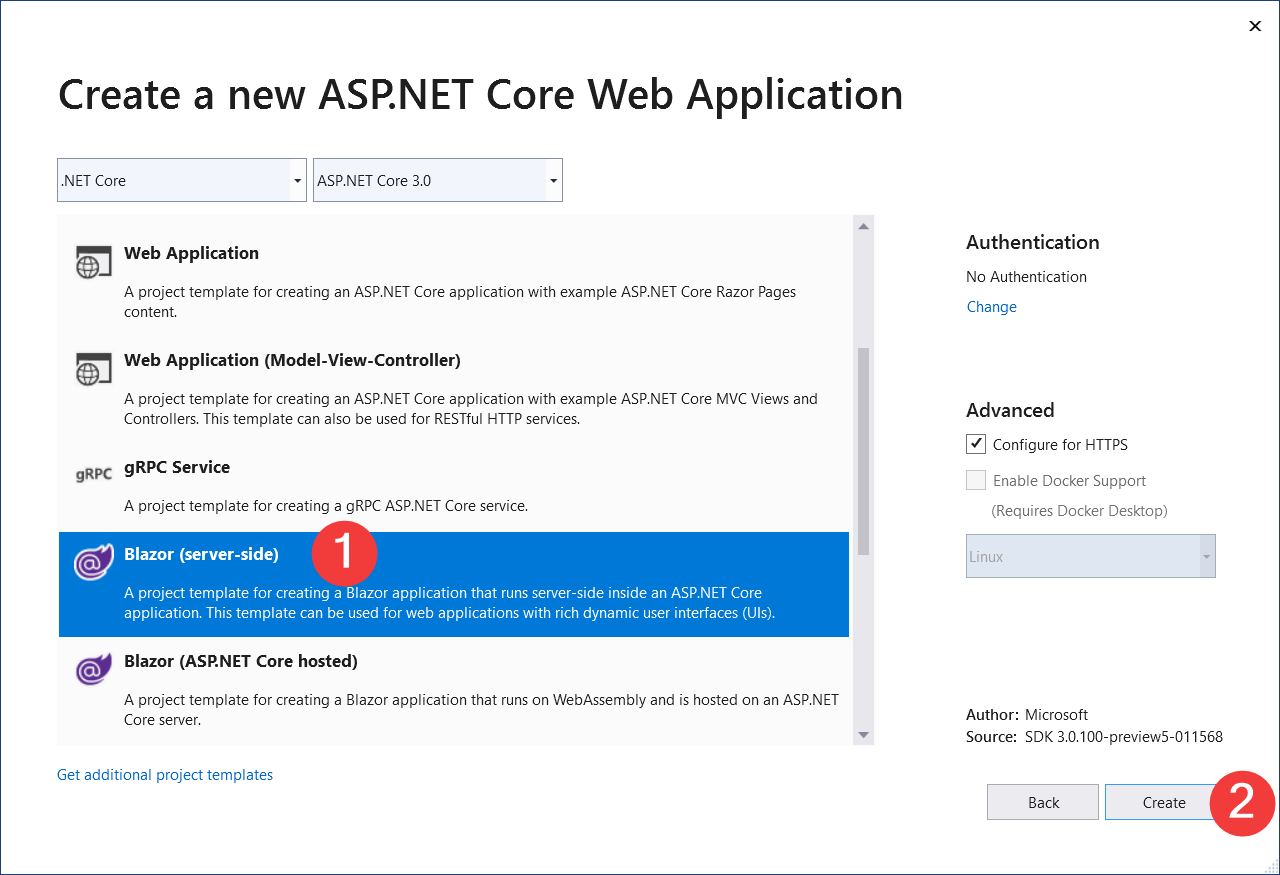 Create a new ASP.NET Core Web Application
.NET Core
ASP.NET Core 3.0
Web Application
A project template for creating an ASP.NET Core application with example ASP.NET Core Razor Pages
content.
Web Application (Model-View-Controller)
A project template for creating an ASP.NET Core application with example ASP.NET Core MVC Views and
Controllers. This template can also be used for RESTful HTTP services.
gRPC
gRPC Service
A project template for creating a gRPC ASP.NET Core service.
@
Blazor (server-side)
1
A project template for creating a Blazor application that runs server-side inside an ASP.NET Core
application. This template can be used for web applications with rich dynamic user interfaces (UIs).
@
Blazor (ASP.NET Core hosted)
A project template for creating a Blazor application that runs on WebAssembly and is hosted on an ASP.NET
Core server.
Get additional project templates
Authentication
No Authentication
Change
Advanced
Configure for HTTPS
Enable Docker Support
(Requires Docker Desktop)
Linux
Author: Microsoft
Source: SDK 3.0.100-preview5-011568
Back
Create
2